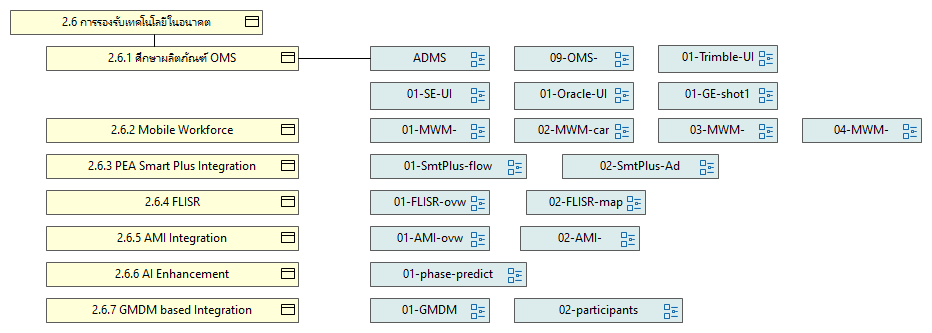 2.6 การรองรับเทคโนโลยีในอนาคต
2.6.1 ศึกษาผลิตภัณฑ์ OMS ADMS 09-OMS- 01-Trimble-UI
01-SE-UI 01-Oracle-UI 01-GE-shot1
2.6.2 Mobile Workforce 01-MWM- 02-MWM-car 03-MWM- 04-MWM-
2.6.3 PEA Smart Plus Integration 01-SmtPlus-flow 02-SmtPlus-Ad
2.6.4 FLISR 01-FLISR-ovw 02-FLISR-map
2.6.5 AMI Integration 01-AMI-ovw 02-AMI-
2.6.6 AI Enhancement 01-phase-predict
2.6.7 GMDM based Integration 01-GMDM 02-participants